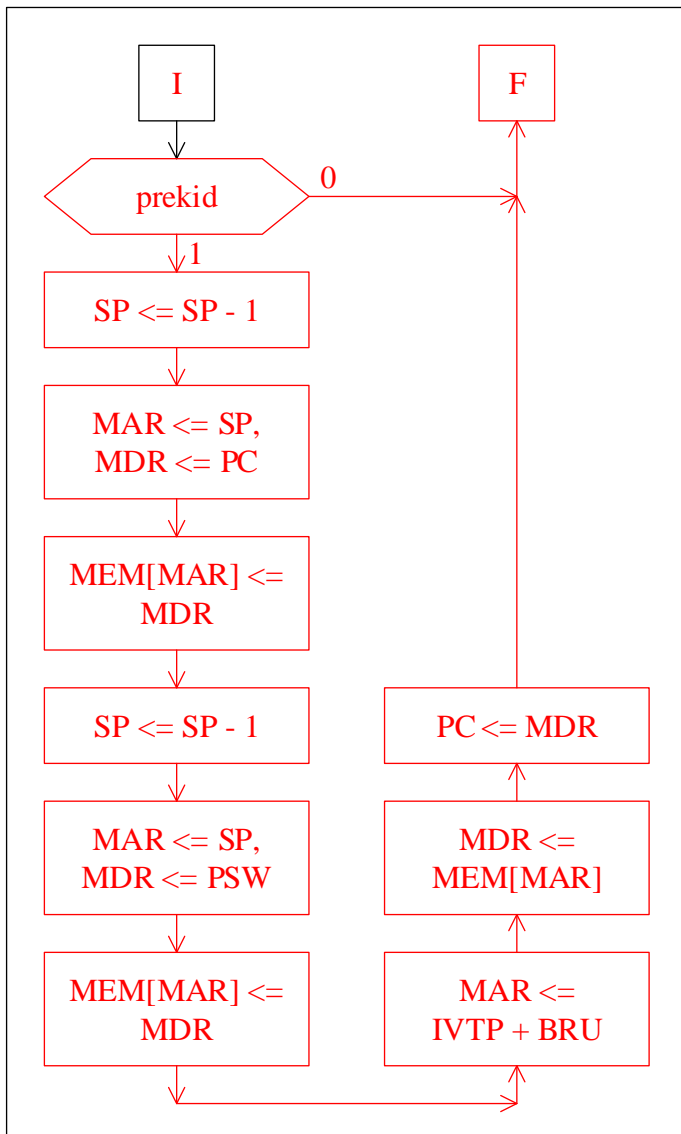 I
prekid
0
1
SP <= SP - 1
MAR <= SP,
MDR <= PC
MEM[MAR] <=
MDR
SP <= SP - 1
MAR <= SP,
MDR <= PSW
MEM[MAR] <=
MDR
MAR <=
IVTP + BRU
MDR <=
MEM[MAR]
PC <= MDR
F